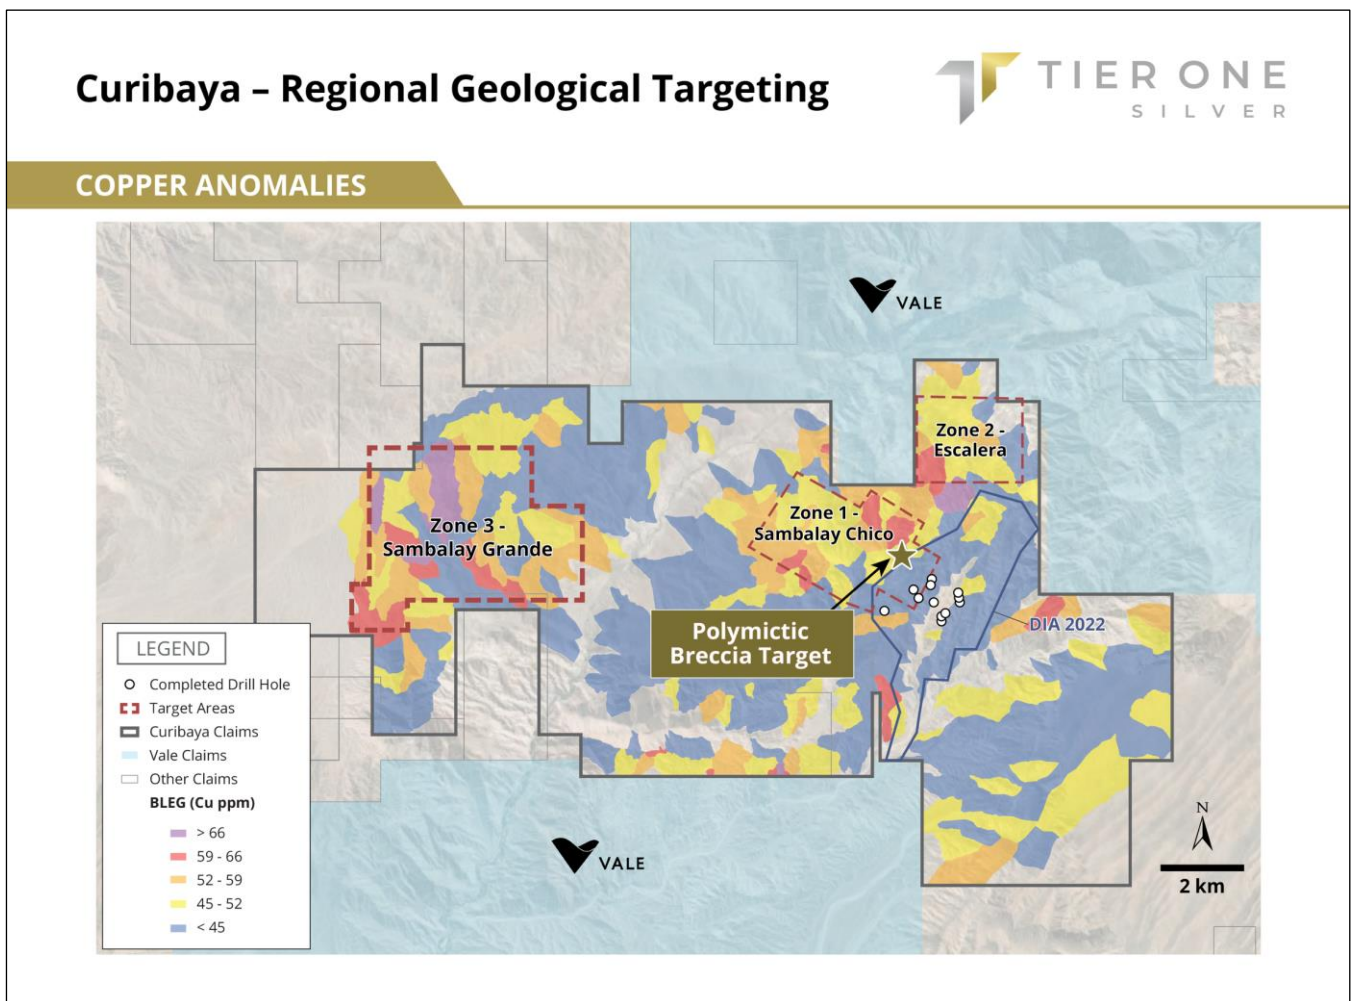 Curibaya – Regional Geological Targeting
TIER ONE
SILVER
COPPER ANOMALIES
VALE
Zone 2 -
Escalera
Zone 1 -
Sambalay Chico
Zone 3 -
Sambalay Grande
Polymictic
Breccia Target
DIA 2022
LEGEND
Completed Drill Hole
Target Areas
Curibaya Claims
Vale Claims
Other Claims
BLEG (Cu ppm)
> 66
59 - 66
52 - 59
45 - 52
< 45
VALE
N
2 km